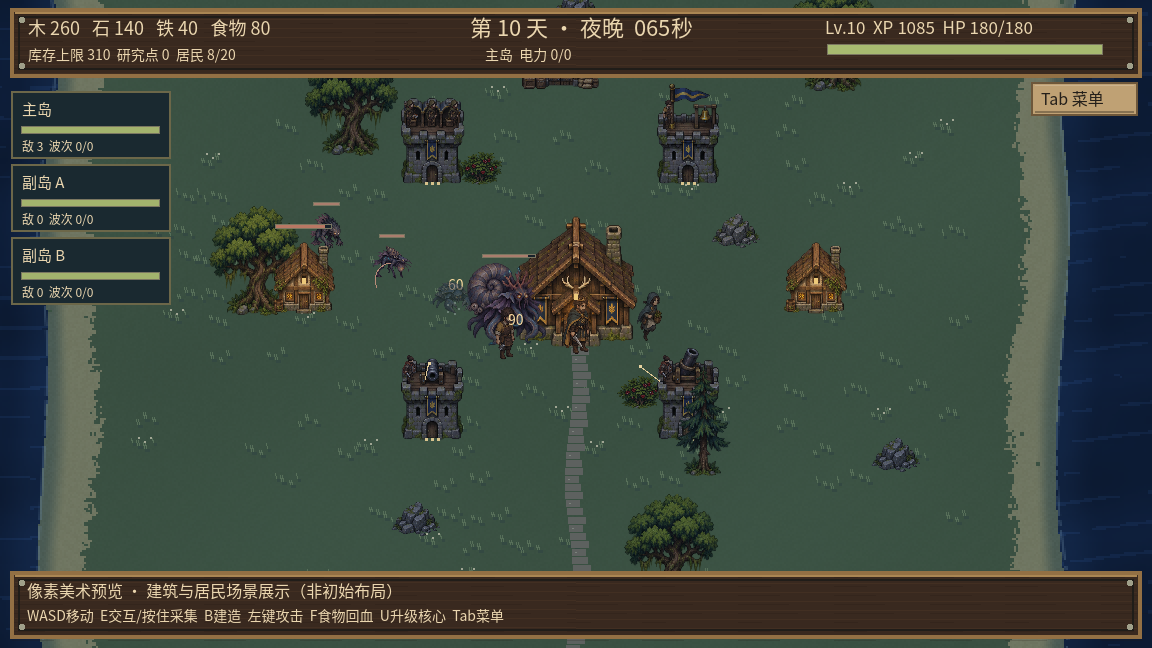 木 260 石 140 铁 40 食物 80
第 10 天 · 夜晚 065秒
Lv.10 XP 1085 HP 180/180
库存上限 310 研究点 0 居民 8/20
主岛 电力 0/0
Tab 菜单
主岛
敌 3 波次 0/0
副岛 A
敌 0 波次 0/0
副岛 B
敌 0 波次 0/0
60
90
像素美术预览 · 建筑与居民场景展示（非初始布局）
WASD移动 E交互/按住采集 B建造 左键攻击 F食物回血 U升级核心 Tab菜单